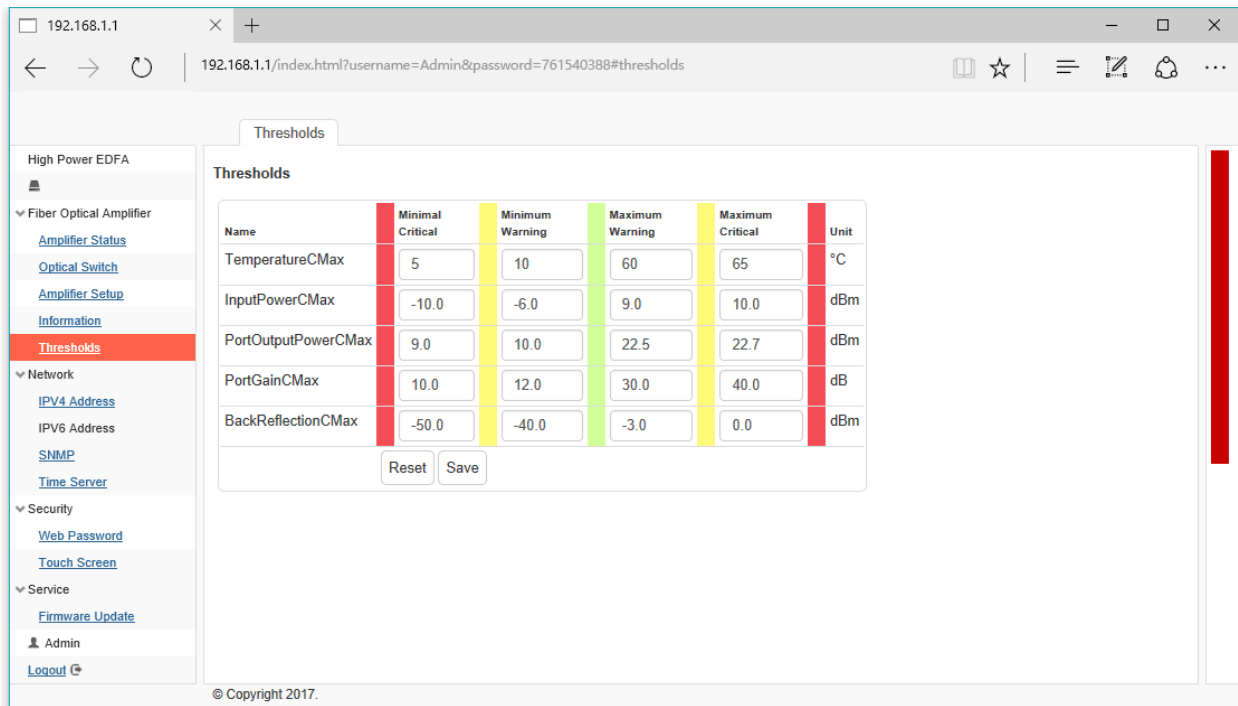 192.168.1.1
192.168.1.1/index.html?username=Admin&password=761540388#thresholds
Thresholds
High Power EDFA
Fiber Optical Amplifier
Amplifier Status
Optical Switch
Amplifier Setup
Information
Thresholds
Network
IPV4 Address
IPV6 Address
SNMP
Time Server
Security
Web Password
Touch Screen
Service
Firmware Update
Admin
Logout
Thresholds
Name Minimal Critical Minimum Warning Maximum Warning Maximum Critical Unit
TemperatureCMax 5 10 60 65 °C
InputPowerCMax -10.0 -6.0 9.0 10.0 dBm
PortOutputPowerCMax 9.0 10.0 22.5 22.7 dBm
PortGainCMax 10.0 12.0 30.0 40.0 dB
BackReflectionCMax -50.0 -40.0 -3.0 0.0 dBm
Reset Save
© Copyright 2017.